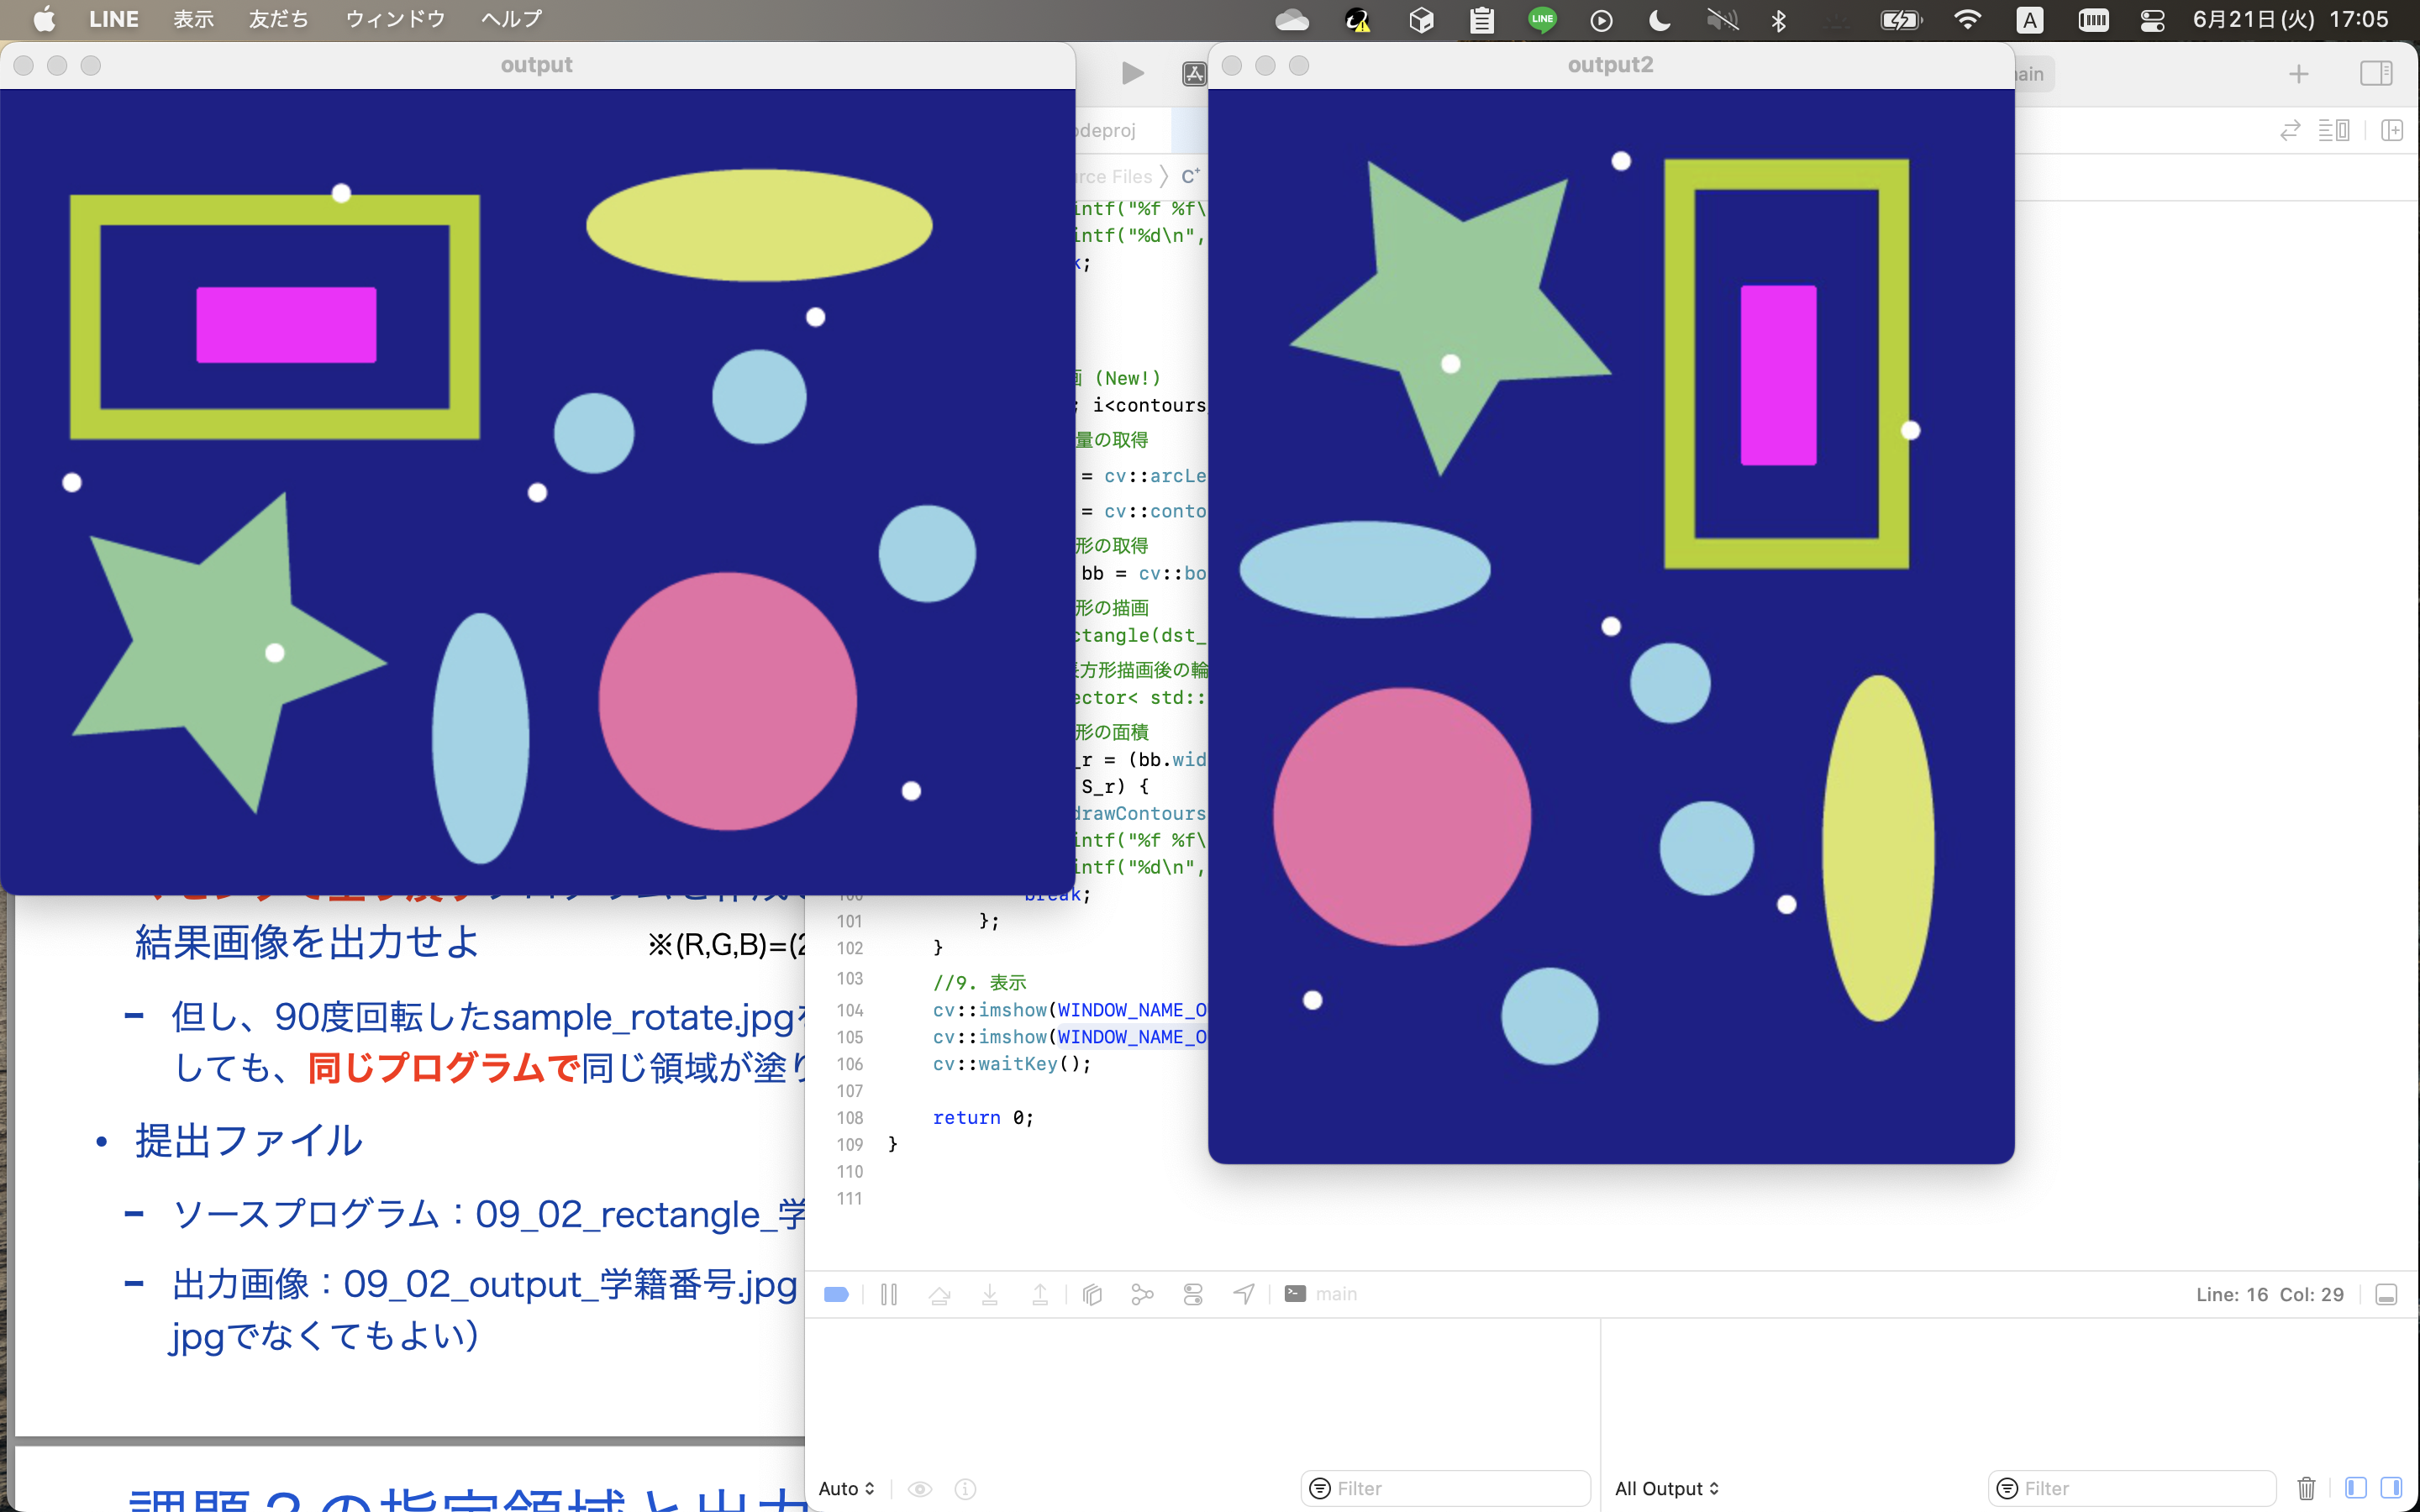 LINE 表示 友だち ウィンドウ ヘルプ
LINE A 6月21日(火) 17:05
output
output2
ain
odeproj
rce Files 〉 C+
intf("%f %f\
intf("%d\n",
k;
画 (New!)
; i<contours
量の取得
= cv::arcLe
= cv::conto
形の取得
bb = cv::bo
形の描画
ctangle(dst_
長方形描画後の輪
ector< std::
形の面積
_r = (bb.wid
S_r) {
drawContours
intf("%f %f\
intf("%d\n",
break;
101 };
102 }
103 //9. 表示
104 cv::imshow(WINDOW_NAME_O
105 cv::imshow(WINDOW_NAME_O
106 cv::waitKey();
107
108 return 0;
109 }
110
111
結果画像を出力せよ ※(R,G,B)=(2
- 但し、90度回転したsample_rotate.jpg
しても、同じプログラムで同じ領域が塗り
• 提出ファイル
- ソースプログラム：09_02_rectangle_学
- 出力画像：09_02_output_学籍番号.jpg
jpgでなくてもよい）
main
Line: 16 Col: 29
Auto
Filter
All Output
Filter